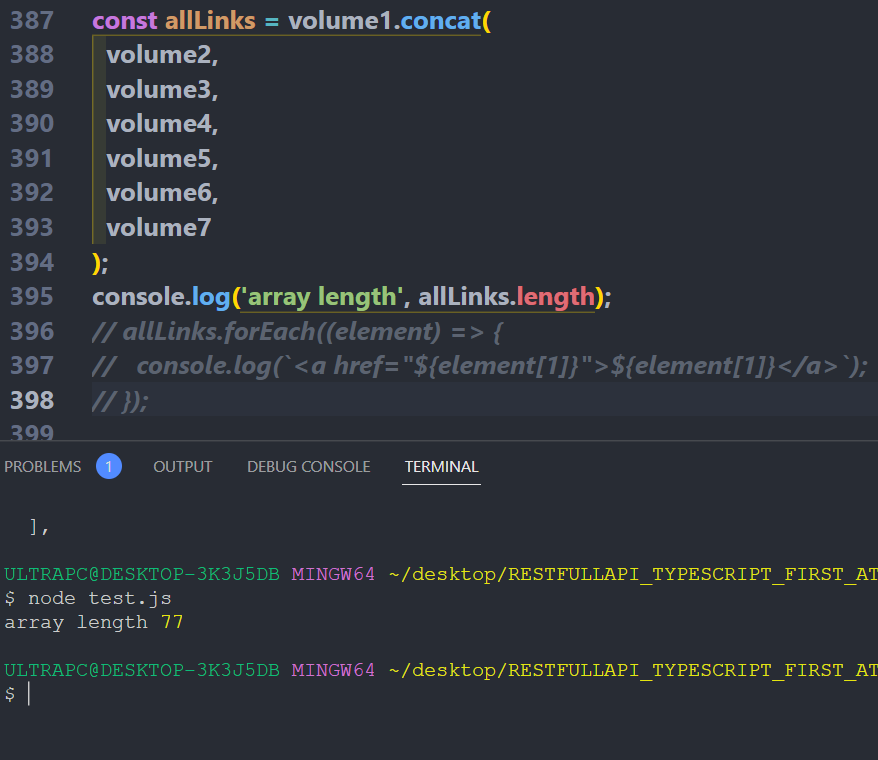 387 const allLinks = volume1.concat(
388 volume2,
389 volume3,
390 volume4,
391 volume5,
392 volume6,
393 volume7
394 );
395 console.log('array length', allLinks.length);
396 // allLinks.forEach((element) => {
397 //   console.log(`<a href="${element[1]}">${element[1]}</a>`);
398 // });
399
PROBLEMS 1 OUTPUT DEBUG CONSOLE TERMINAL
],
ULTRAPC@DESKTOP-3K3J5DB MINGW64 ~/desktop/RESTFULLAPI_TYPESCRIPT_FIRST_AT
$ node test.js
array length 77
ULTRAPC@DESKTOP-3K3J5DB MINGW64 ~/desktop/RESTFULLAPI_TYPESCRIPT_FIRST_AT
$